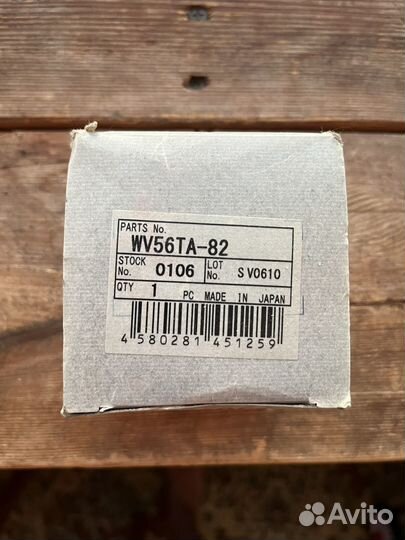 PARTS No.
WV56TA-82
STOCK No. 0106 LOT No. SV0610
QTY 1 PC MADE IN JAPAN
4 580281 451259
Avito